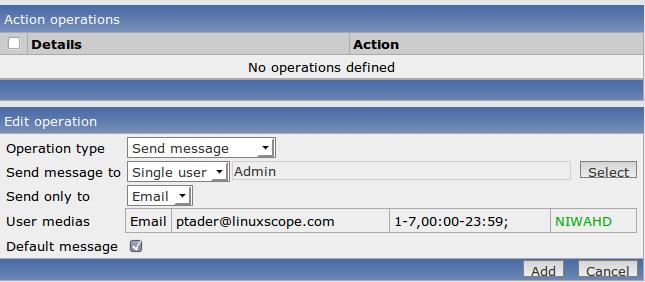 Action operations
Details Action
No operations defined
Edit operation
Operation type Send message
Send message to Single user Admin Select
Send only to Email
User medias Email ptader@linuxscope.com 1-7,00:00-23:59; NIWAHD
Default message
Add Cancel